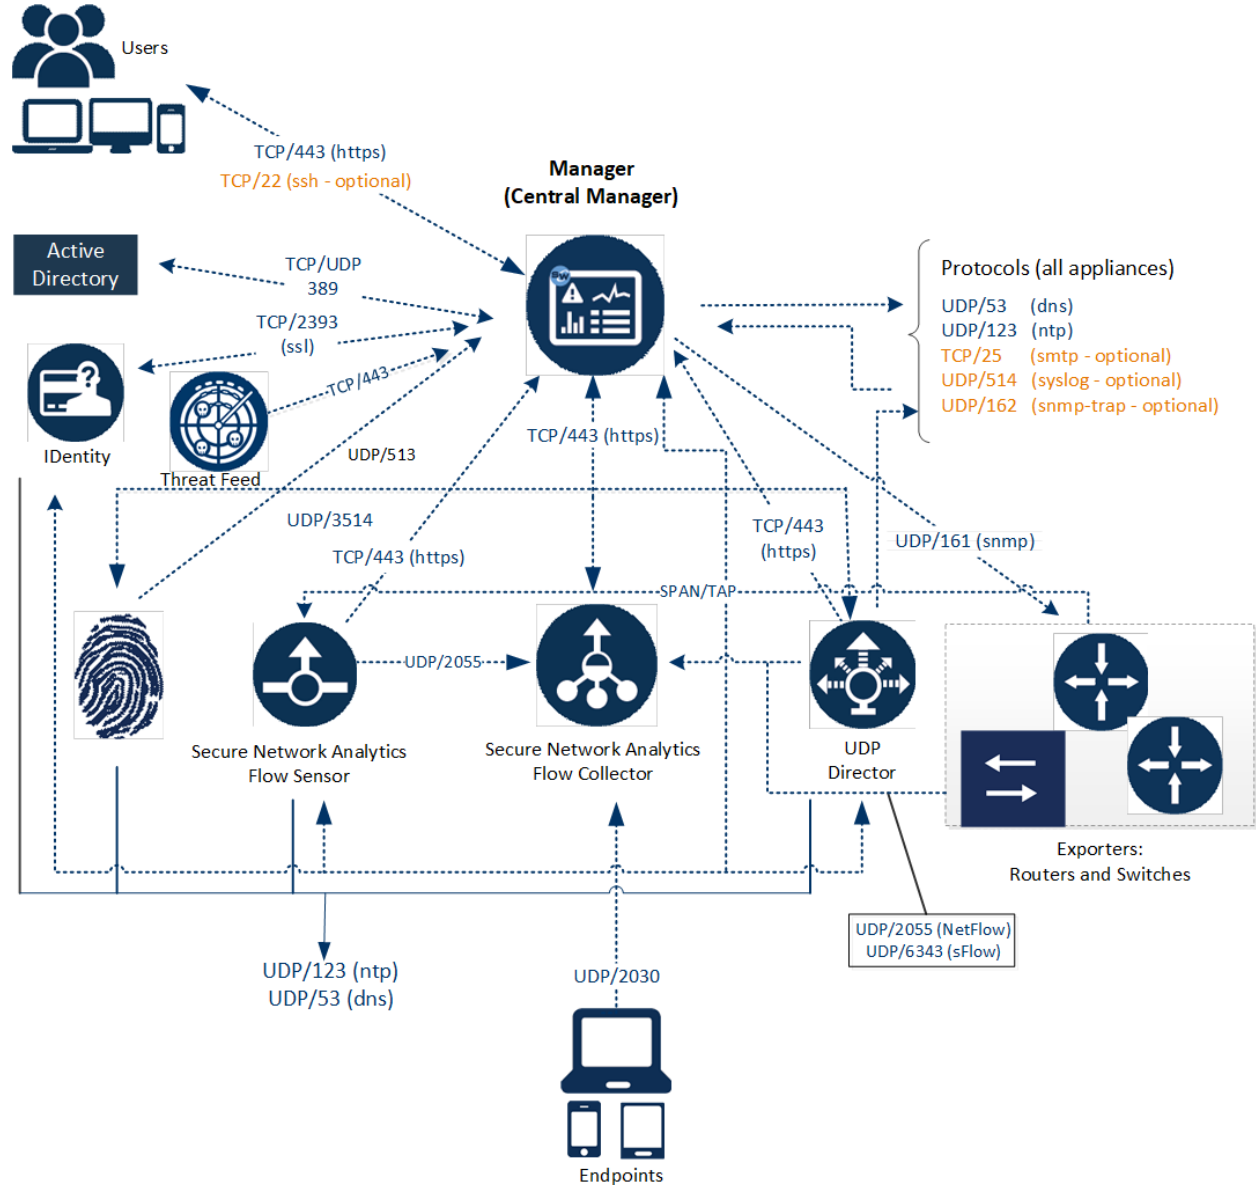 Users
TCP/443 (https)
TCP/22 (ssh - optional)
Manager
(Central Manager)
Active
Directory
TCP/UDP
389
TCP/2393
(ssl)
SW
Protocols (all appliances)
UDP/53 (dns)
UDP/123 (ntp)
TCP/25 (smtp - optional)
UDP/514 (syslog - optional)
UDP/162 (snmp-trap - optional)
TCP/443
IDentity
Threat Feed
UDP/513
TCP/443 (https)
UDP/3514
TCP/443 (https)
TCP/443
(https)
UDP/161 (snmp)
SPAN/TAP
UDP/2055
Secure Network Analytics
Flow Sensor
Secure Network Analytics
Flow Collector
UDP
Director
Exporters:
Routers and Switches
UDP/2055 (NetFlow)
UDP/6343 (sFlow)
UDP/123 (ntp)
UDP/53 (dns)
UDP/2030
Endpoints